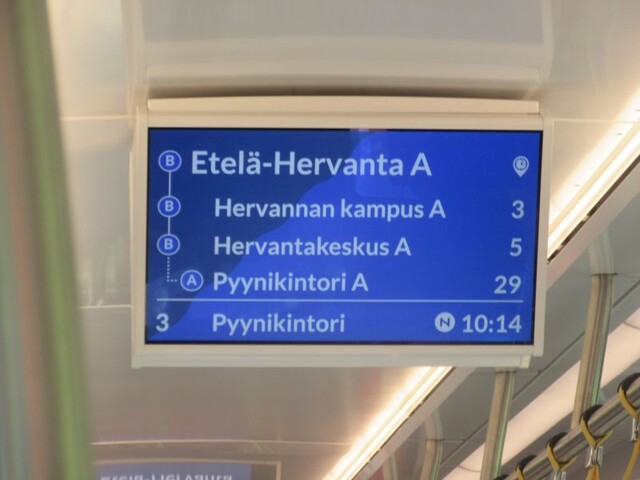 B Etelä-Hervanta A
B Hervannan kampus A 3
B Hervantakeskus A 5
A Pyynikintori A 29
3 Pyynikintori N 10:14